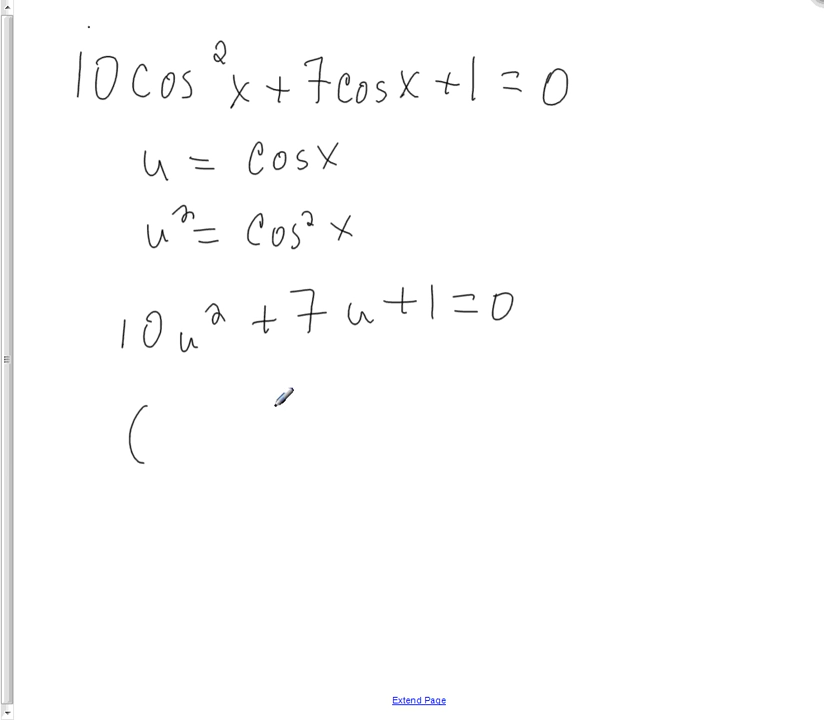 10cos²x + 7cosx + 1 = 0
u = cosx
u² = cos²x
10u² + 7u + 1 = 0
(
Extend Page